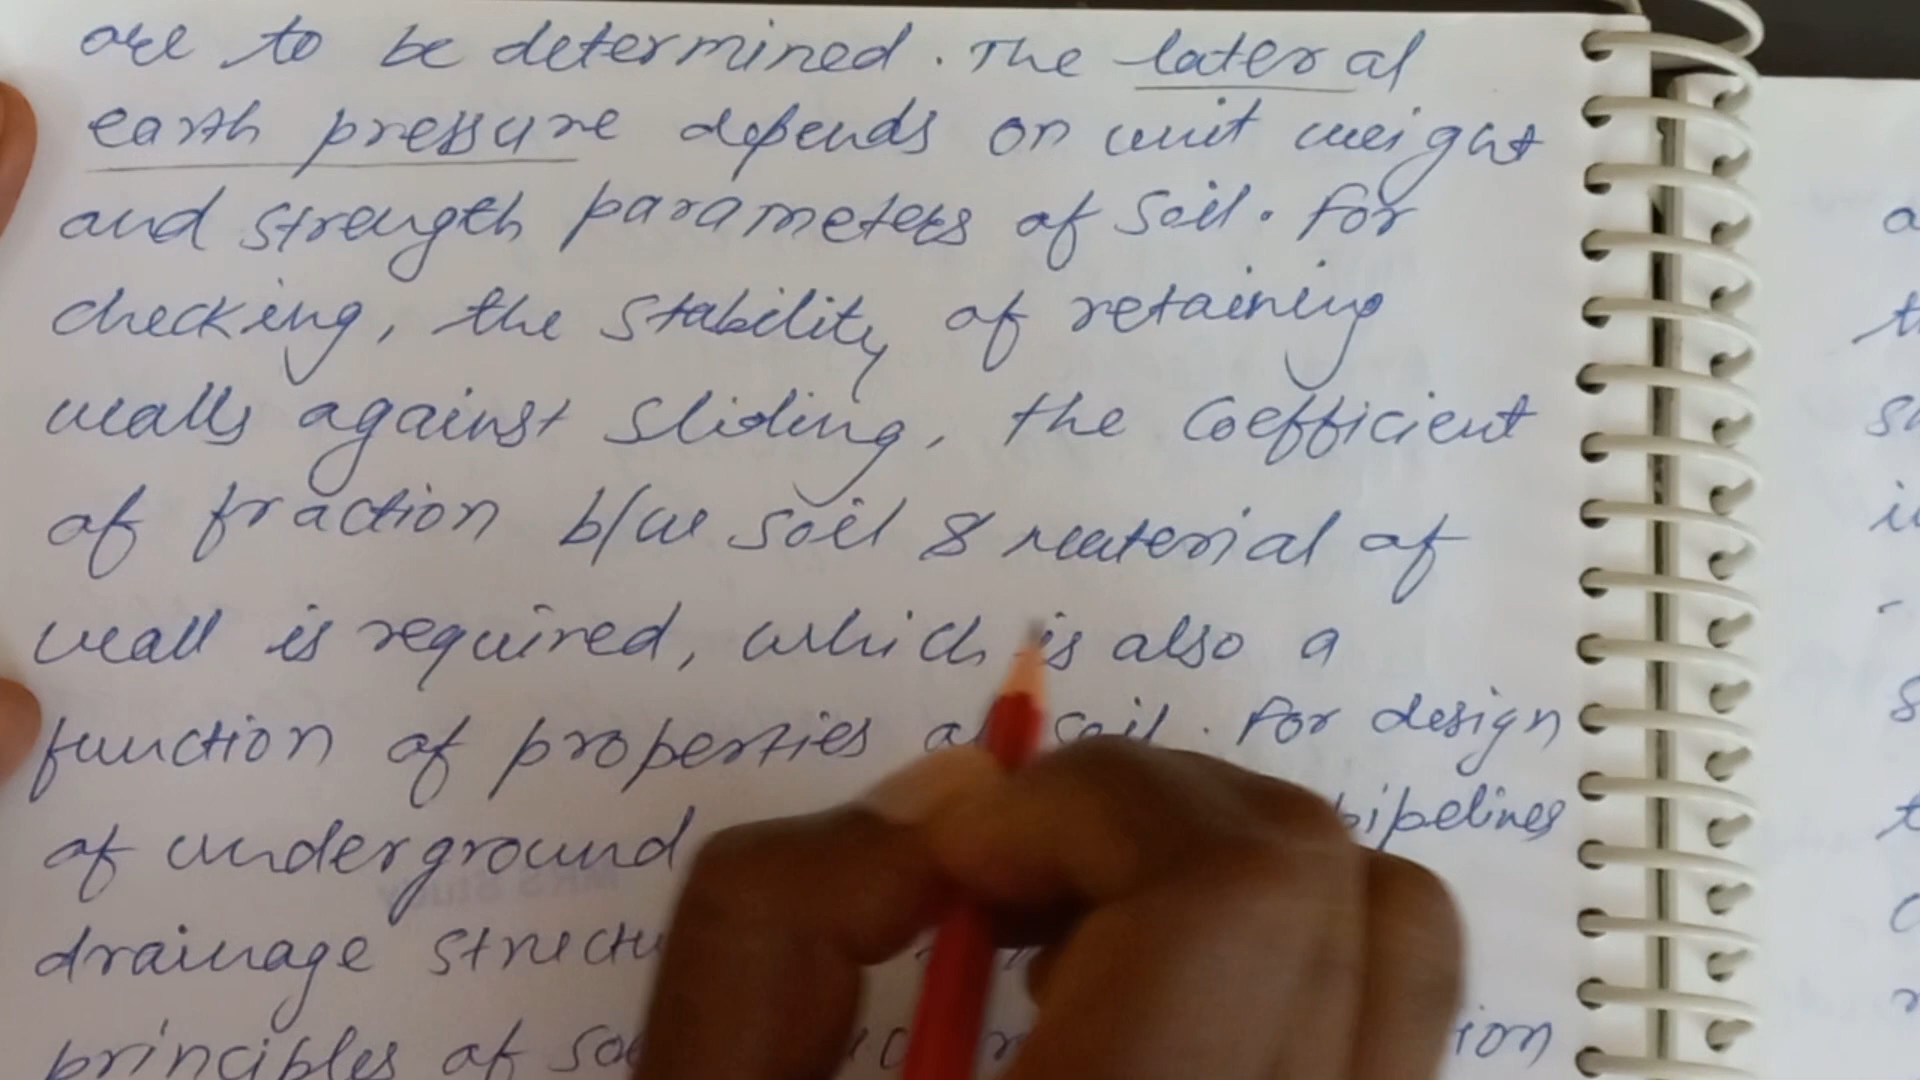 are to be determined. The lateral
earth pressure depends on unit weight
and strength parameters of soil. For
checking, the stability of retaining
walls against sliding, the coefficient
of fraction b/w soil & material of
wall is required, which is also a
function of properties of soil. For design
of underground pipelines
drainage
principles of